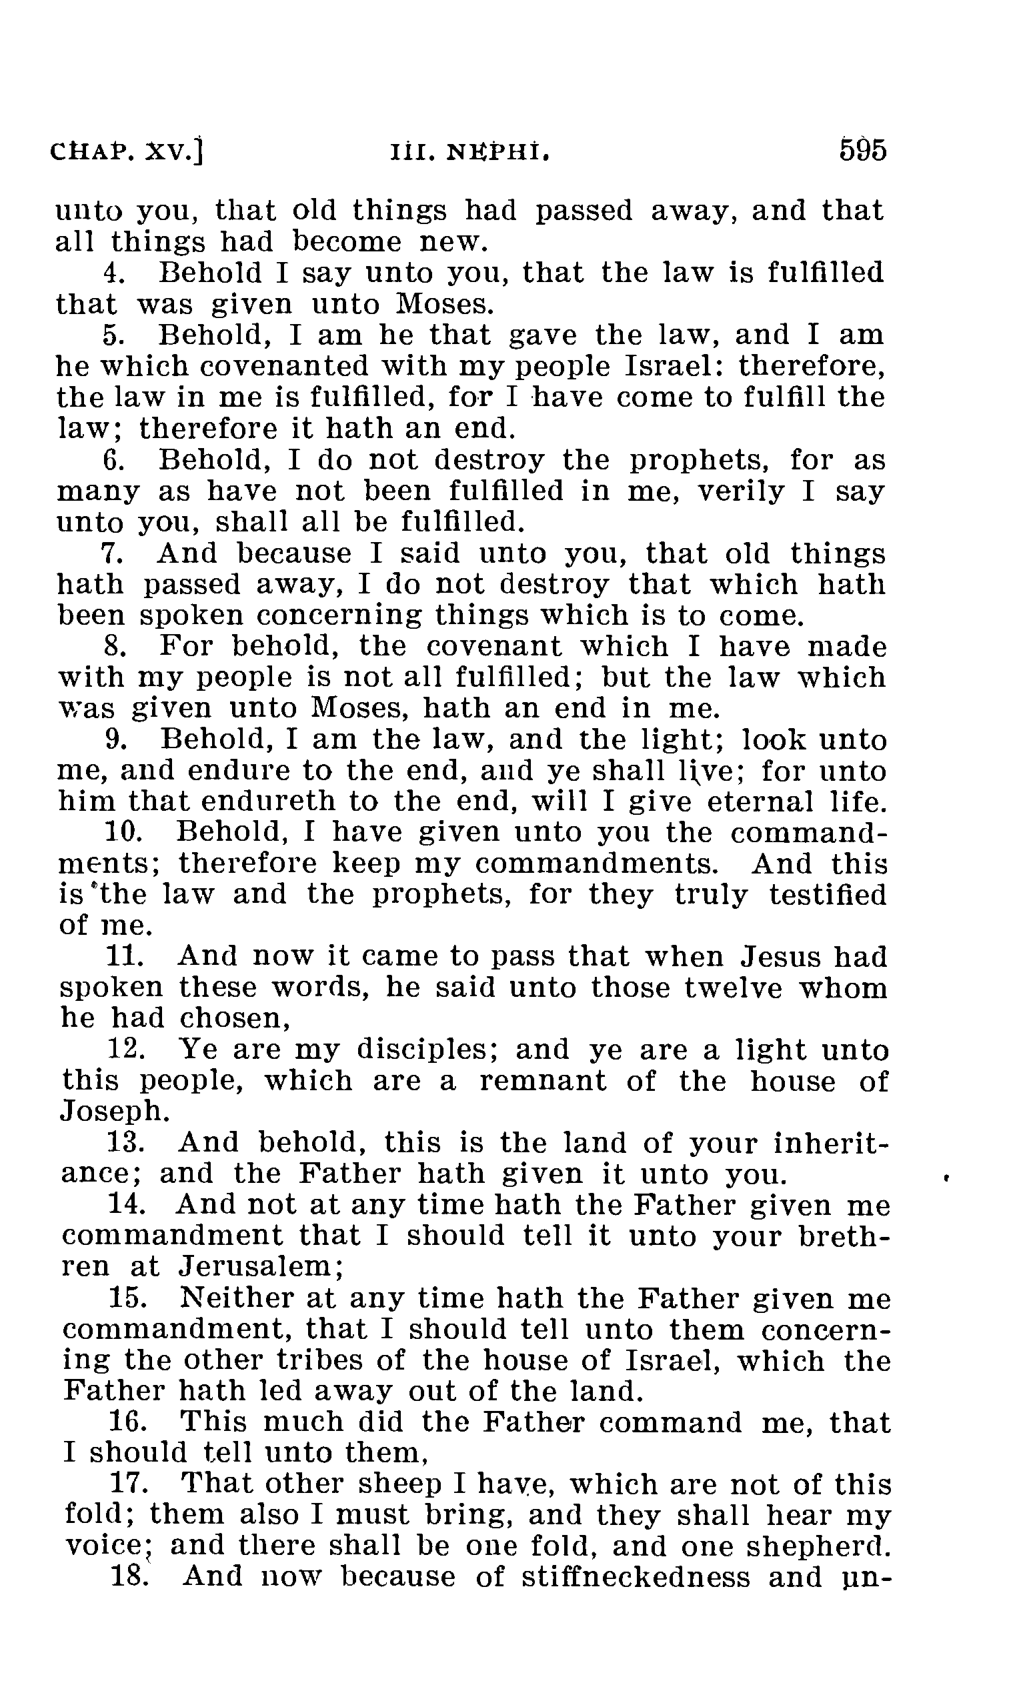 CHAP. XV.] III. NEPHI. 595
unto you, that old things had passed away, and that
all things had become new.
4. Behold I say unto you, that the law is fulfilled
that was given unto Moses.
5. Behold, I am he that gave the law, and I am
he which covenanted with my people Israel: therefore,
the law in me is fulfilled, for I have come to fulfill the
law; therefore it hath an end.
6. Behold, I do not destroy the prophets, for as
many as have not been fulfilled in me, verily I say
unto you, shall all be fulfilled.
7. And because I said unto you, that old things
hath passed away, I do not destroy that which hath
been spoken concerning things which is to come.
8. For behold, the covenant which I have made
with my people is not all fulfilled; but the law which
was given unto Moses, hath an end in me.
9. Behold, I am the law, and the light; look unto
me, and endure to the end, and ye shall live; for unto
him that endureth to the end, will I give eternal life.
10. Behold, I have given unto you the command-
ments; therefore keep my commandments. And this
is the law and the prophets, for they truly testified
of me.
11. And now it came to pass that when Jesus had
spoken these words, he said unto those twelve whom
he had chosen,
12. Ye are my disciples; and ye are a light unto
this people, which are a remnant of the house of
Joseph.
13. And behold, this is the land of your inherit-
ance; and the Father hath given it unto you.
14. And not at any time hath the Father given me
commandment that I should tell it unto your breth-
ren at Jerusalem;
15. Neither at any time hath the Father given me
commandment, that I should tell unto them concern-
ing the other tribes of the house of Israel, which the
Father hath led away out of the land.
16. This much did the Father command me, that
I should tell unto them,
17. That other sheep I have, which are not of this
fold; them also I must bring, and they shall hear my
voice; and there shall be one fold, and one shepherd.
18. And now because of stiffneckedness and un-